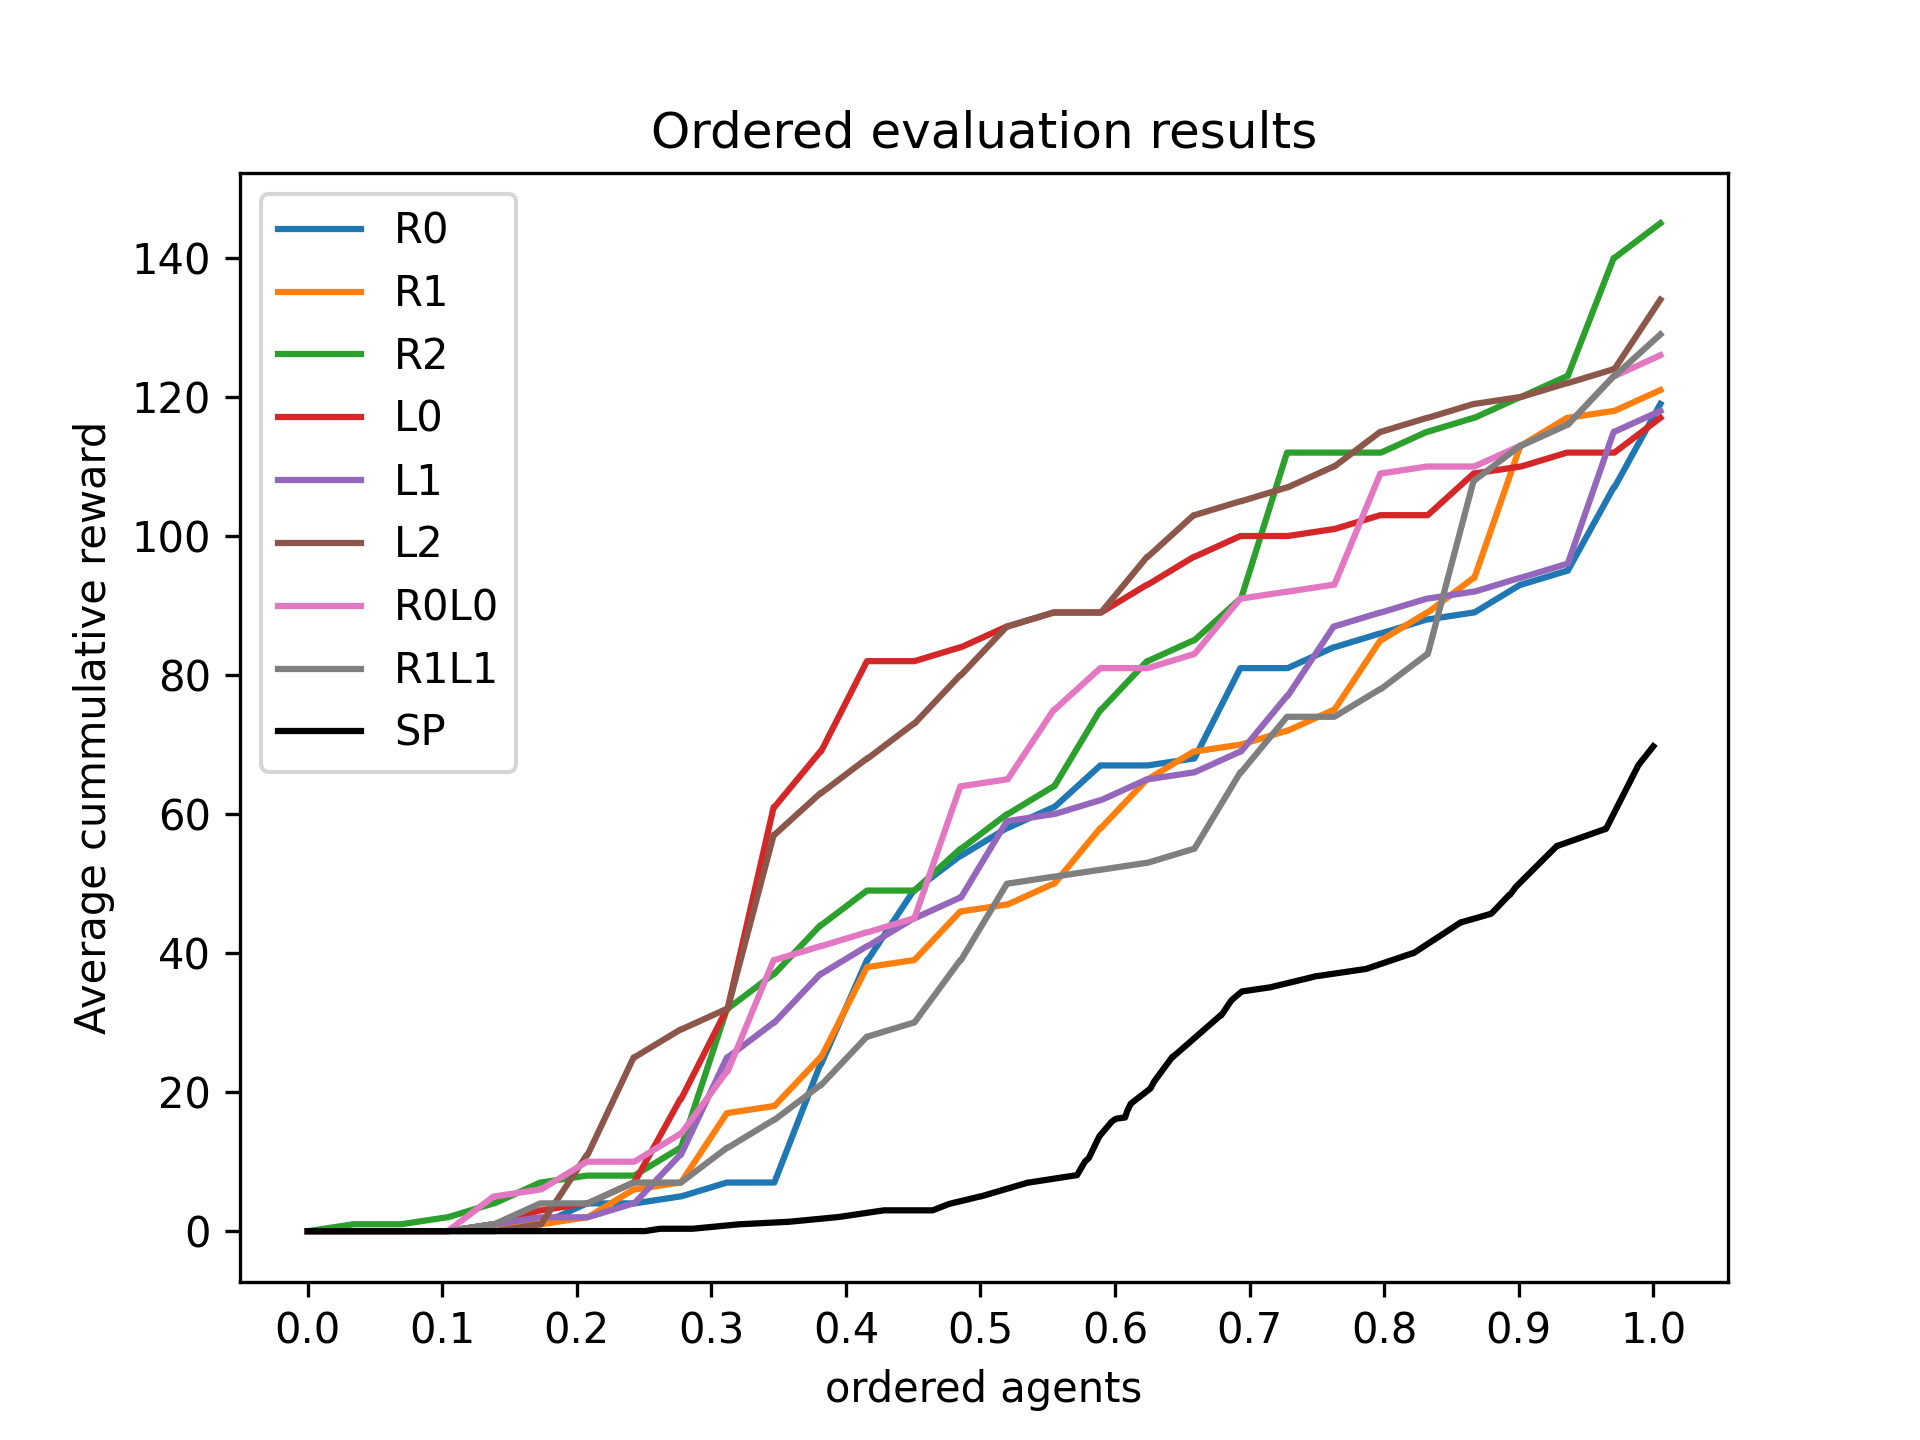 Ordered evaluation results
Average cummulative reward
140
120
100
80
60
40
20
0
R0
R1
R2
L0
L1
L2
R0L0
R1L1
SP
0.0 0.1 0.2 0.3 0.4 0.5 0.6 0.7 0.8 0.9 1.0
ordered agents